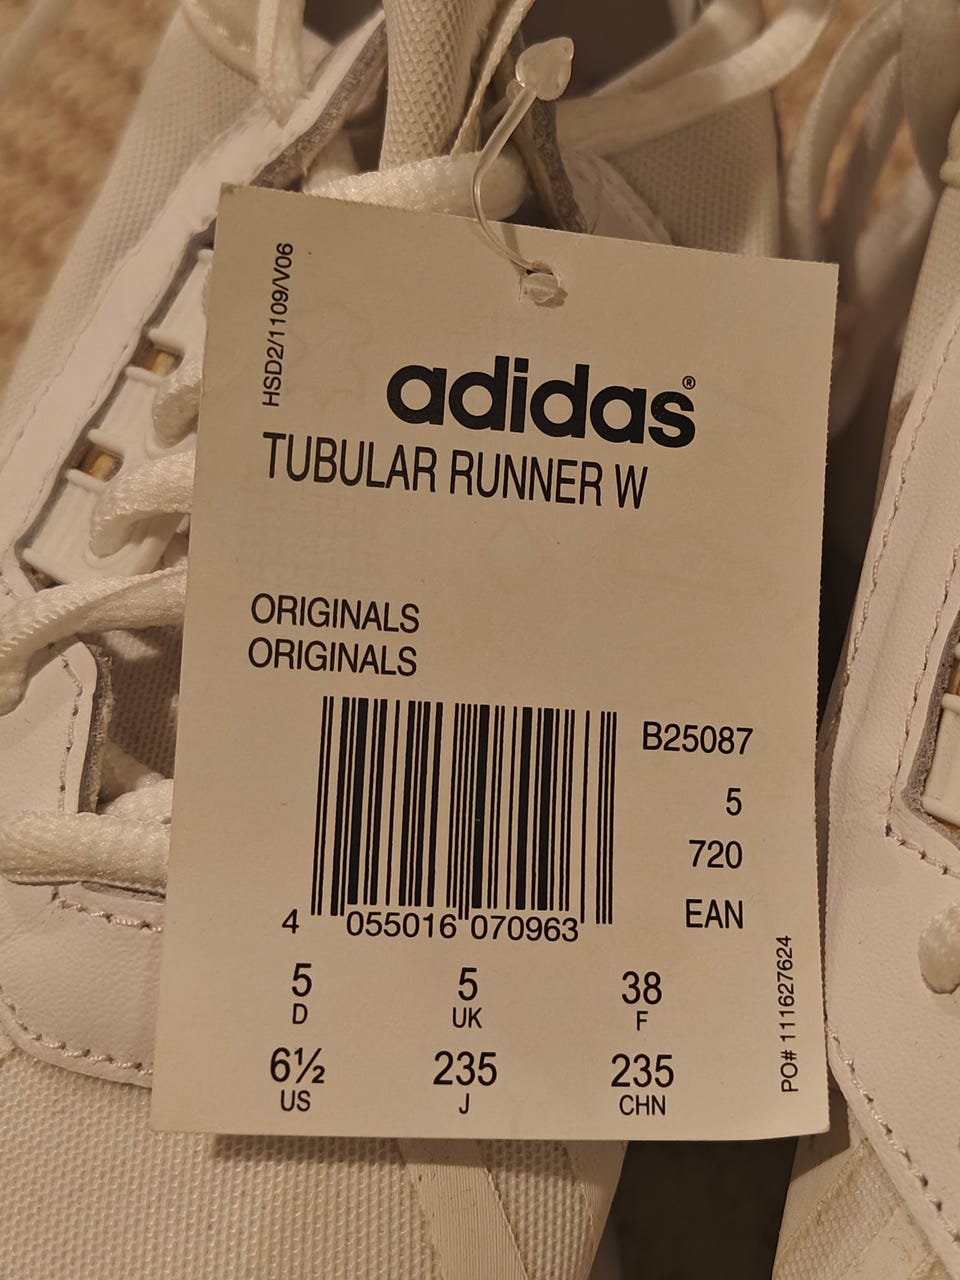 HSD2/1109/V06
adidas®
TUBULAR RUNNER W
ORIGINALS
ORIGINALS
B25087
5
720
EAN
4 055016 070963
5 5 38
D UK F
6½ 235 235
US J CHN
PO# 111627624